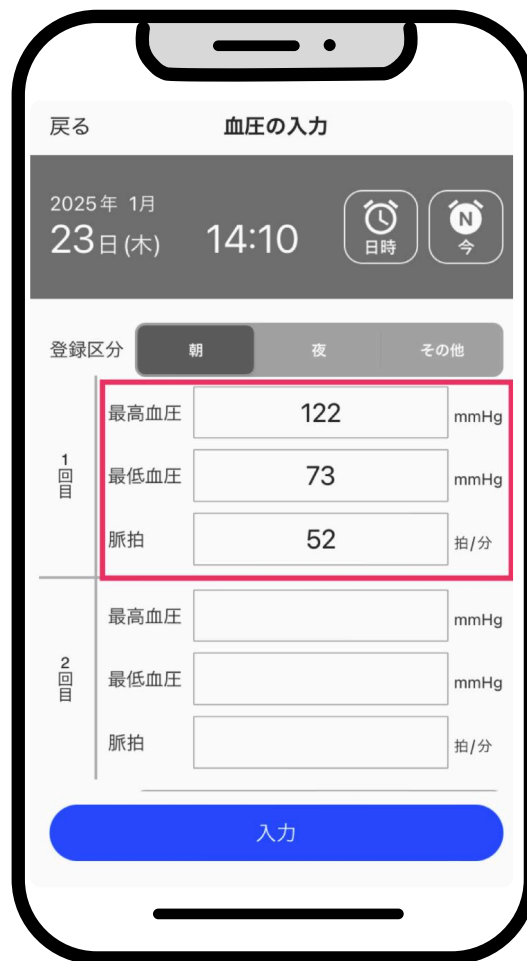 戻る 血圧の入力
2025年 1月
23日(木) 14:10 日時 N 今
登録区分 朝 夜 その他
1回目
最高血圧 122 mmHg
最低血圧 73 mmHg
脈拍 52 拍/分
2回目
最高血圧 mmHg
最低血圧 mmHg
脈拍 拍/分
入力